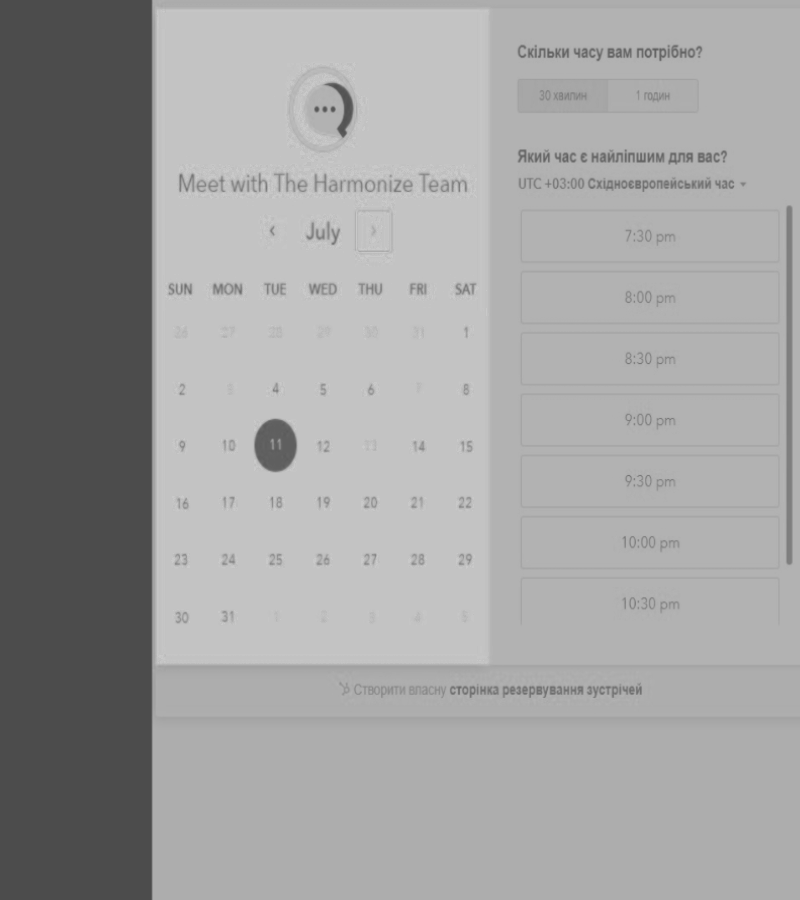 Meet with The Harmonize Team
‹ July ›
SUN MON TUE WED THU FRI SAT
26 27 28 29 30 31 1
2 3 4 5 6 7 8
9 10 11 12 13 14 15
16 17 18 19 20 21 22
23 24 25 26 27 28 29
30 31 1 2 3 4 5
Скільки часу вам потрібно?
30 хвилин 1 годин
Який час є найліпшим для вас?
UTC +03:00 Східноєвропейський час
7:30 pm
8:00 pm
8:30 pm
9:00 pm
9:30 pm
10:00 pm
10:30 pm
Створити власну сторінка резервування зустрічей